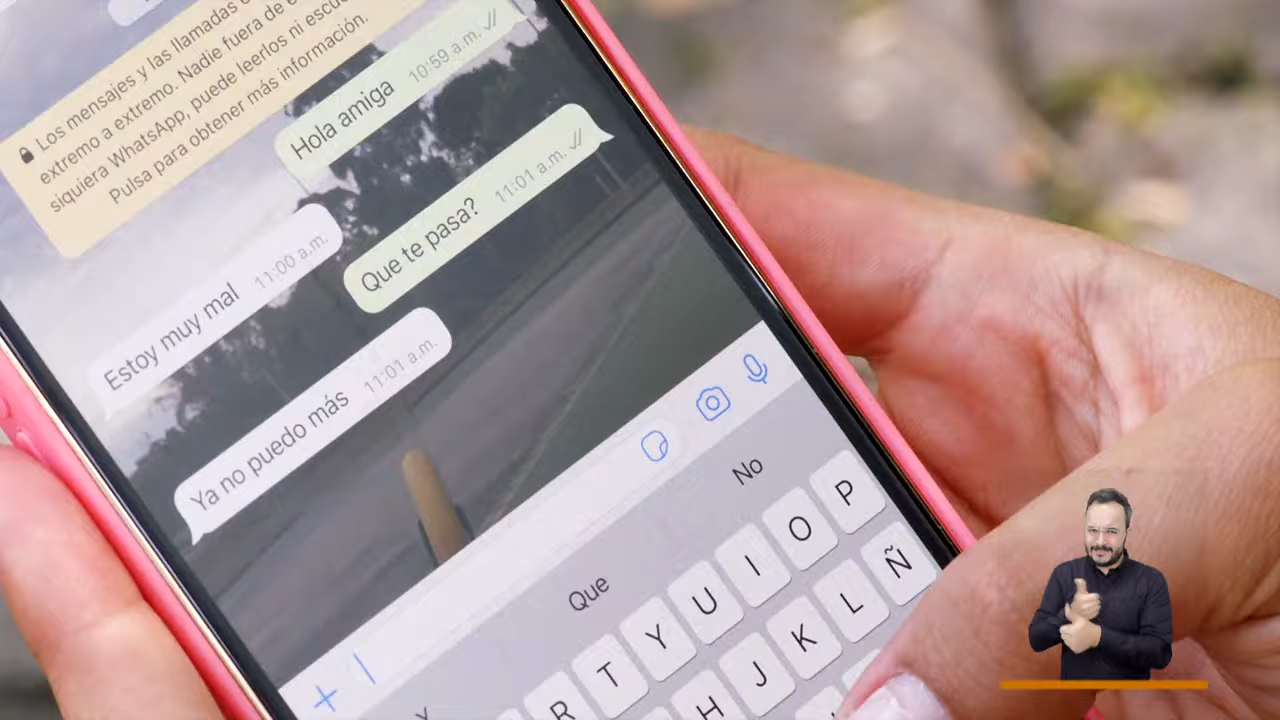 Los mensajes y las llamadas
extremo a extremo. Nadie fuera de
siquiera WhatsApp, puede leerlos ni
Pulsa para obtener más información.
Hola amiga 10:59 a.m.
Estoy muy mal 11:00 a.m.
Que te pasa? 11:01 a.m.
Ya no puedo más 11:01 a.m.
Que No
R T Y U I O P
H J K L Ñ